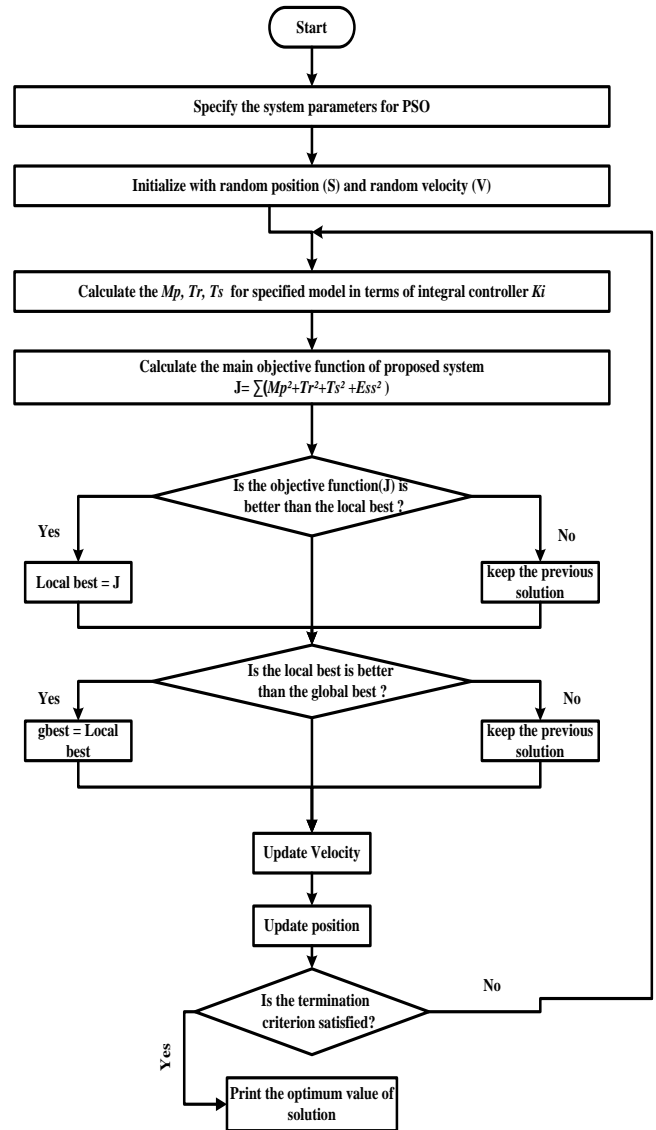 Start
Specify the system parameters for PSO
Initialize with random position (S) and random velocity (V)
Calculate the Mp, Tr, Ts for specified model in terms of integral controller Ki
Calculate the main objective function of proposed system
J= ∑(Mp²+Tr²+Ts² +Ess² )
Is the objective function(J) is
better than the local best ?
Yes
No
Local best = J
keep the previous
solution
Is the local best is better
than the global best ?
Yes
No
gbest = Local
best
keep the previous
solution
Update Velocity
Update position
Is the termination
criterion satisfied?
No
Yes
Print the optimum value of
solution